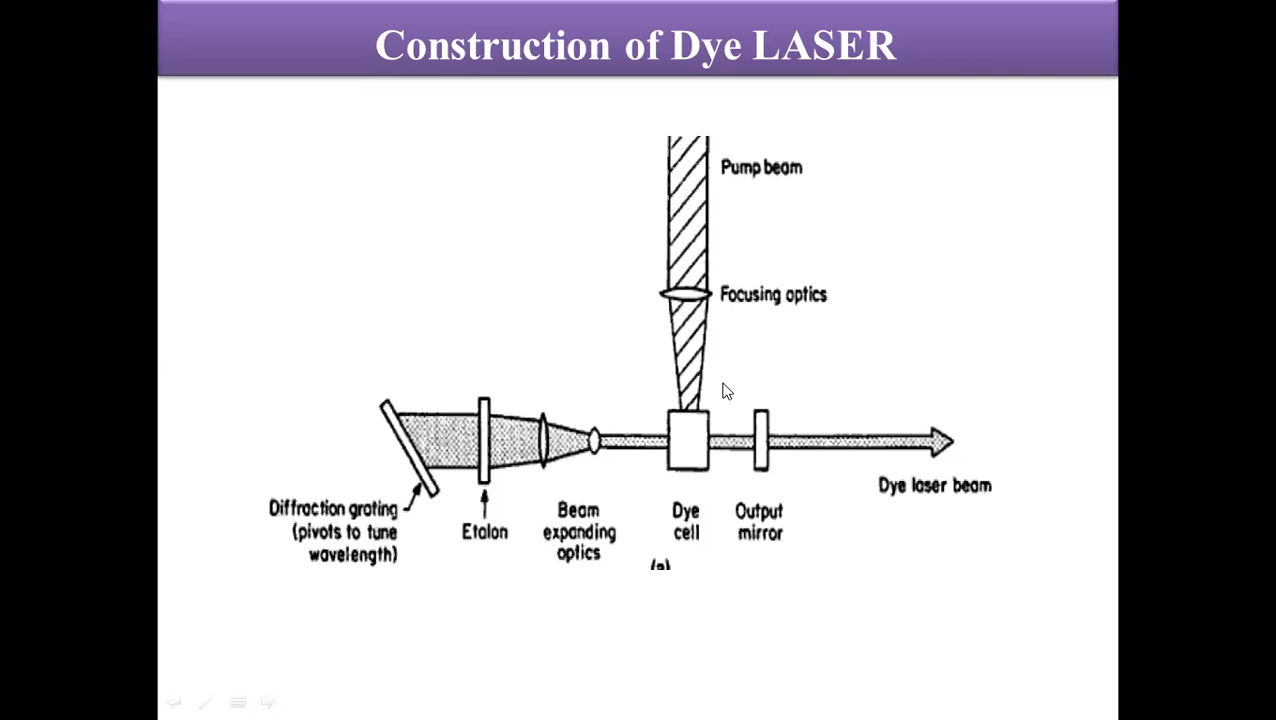 Construction of Dye LASER
Pump beam
Focusing optics
Dye laser beam
Diffraction grating
(pivots to tune
wavelength)
Etalon
Beam
expanding
optics
Dye
cell
Output
mirror
(a)